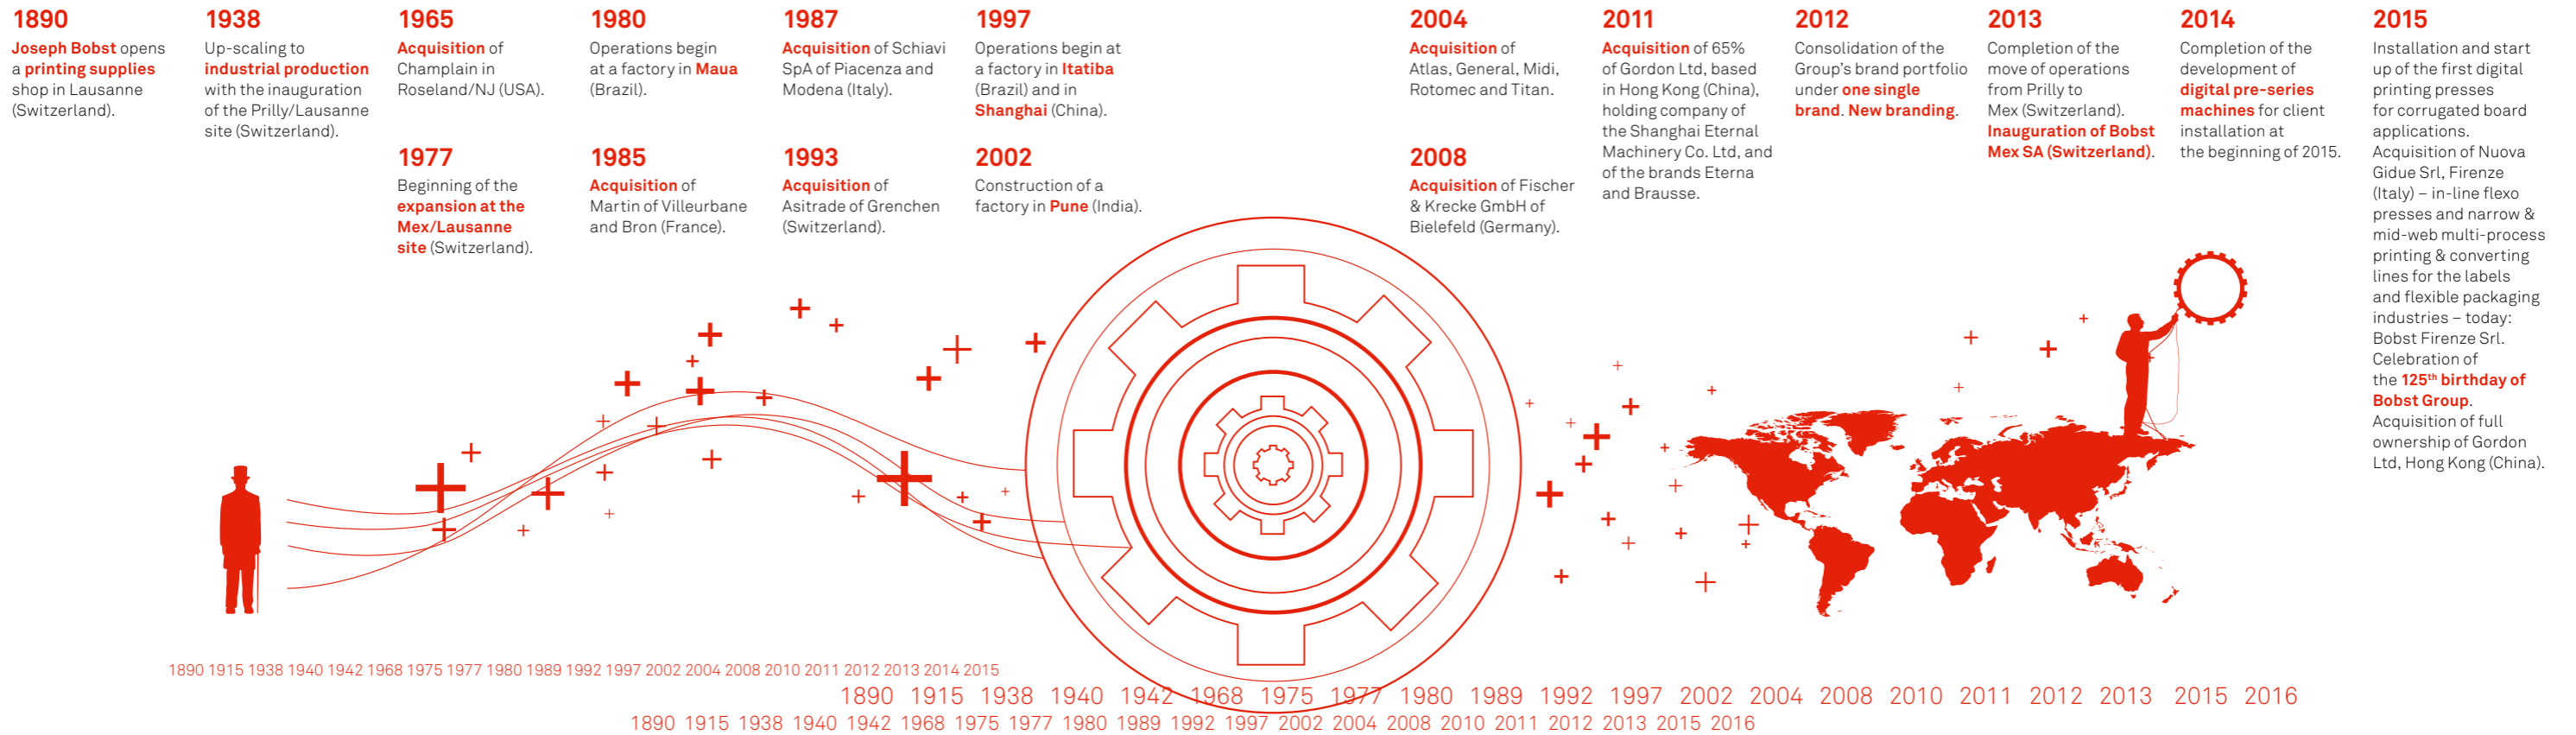 1890
Joseph Bobst opens
a printing supplies
shop in Lausanne
(Switzerland).
1938
Up-scaling to
industrial production
with the inauguration
of the Prilly/Lausanne
site (Switzerland).
1965
Acquisition of
Champlain in
Roseland/NJ (USA).
1977
Beginning of the
expansion at the
Mex/Lausanne
site (Switzerland).
1980
Operations begin
at a factory in Maua
(Brazil).
1985
Acquisition of
Martin of Villeurbane
and Bron (France).
1987
Acquisition of Schiavi
SpA of Piacenza and
Modena (Italy).
1993
Acquisition of
Asitrade of Grenchen
(Switzerland).
1997
Operations begin at
a factory in Itatiba
(Brazil) and in
Shanghai (China).
2002
Construction of a
factory in Pune (India).
2004
Acquisition of
Atlas, General, Midi,
Rotomec and Titan.
2008
Acquisition of Fischer
& Krecke GmbH of
Bielefeld (Germany).
2011
Acquisition of 65%
of Gordon Ltd, based
in Hong Kong (China),
holding company of
the Shanghai Eternal
Machinery Co. Ltd, and
of the brands Eterna
and Brausse.
2012
Consolidation of the
Group's brand portfolio
under one single
brand. New branding.
2013
Completion of the
move of operations
from Prilly to
Mex (Switzerland).
Inauguration of Bobst
Mex SA (Switzerland).
2014
Completion of the
development of
digital pre-series
machines for client
installation at
the beginning of 2015.
2015
Installation and start
up of the first digital
printing presses
for corrugated board
applications.
Acquisition of Nuova
Gidue Srl, Firenze
(Italy) – in-line flexo
presses and narrow &
mid-web multi-process
printing & converting
lines for the labels
and flexible packaging
industries – today:
Bobst Firenze Srl.
Celebration of
the 125th birthday of
Bobst Group.
Acquisition of full
ownership of Gordon
Ltd, Hong Kong (China).
1890 1915 1938 1940 1942 1968 1975 1977 1980 1989 1992 1997 2002 2004 2008 2010 2011 2012 2013 2014 2015
1890 1915 1938 1940 1942 1968 1975 1977 1980 1989 1992 1997 2002 2004 2008 2010 2011 2012 2013 2015 2016
1890 1915 1938 1940 1942 1968 1975 1977 1980 1989 1992 1997 2002 2004 2008 2010 2011 2012 2013 2015 2016